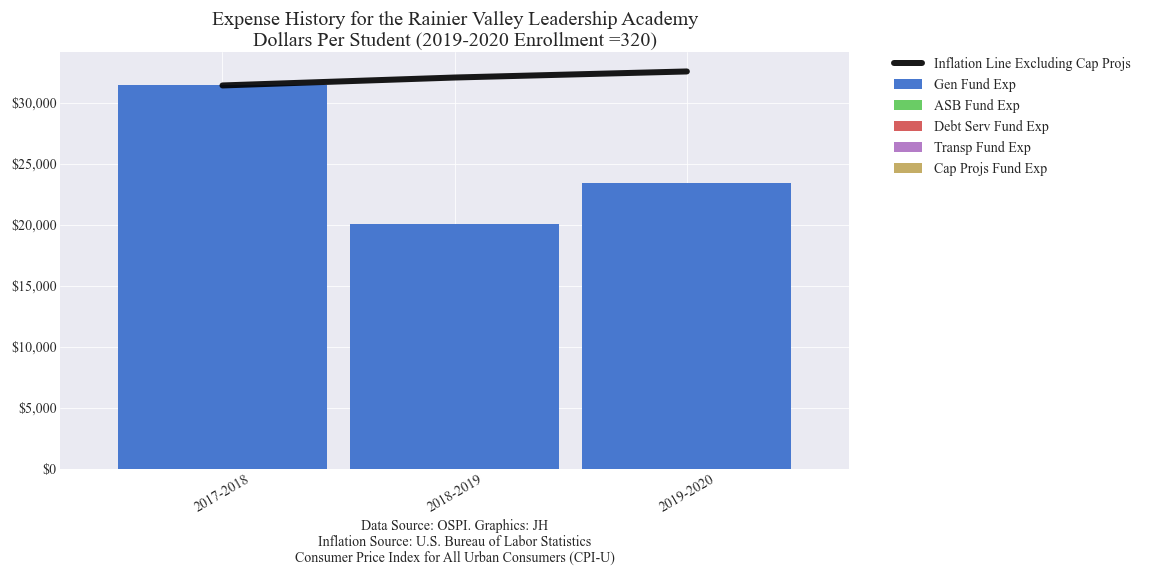 Expense History for the Rainier Valley Leadership Academy
Dollars Per Student (2019-2020 Enrollment =320)
Inflation Line Excluding Cap Projs
Gen Fund Exp
ASB Fund Exp
Debt Serv Fund Exp
Transp Fund Exp
Cap Projs Fund Exp
$30,000
$25,000
$20,000
$15,000
$10,000
$5,000
$0
2017-2018
2018-2019
2019-2020
Data Source: OSPI. Graphics: JH
Inflation Source: U.S. Bureau of Labor Statistics
Consumer Price Index for All Urban Consumers (CPI-U)